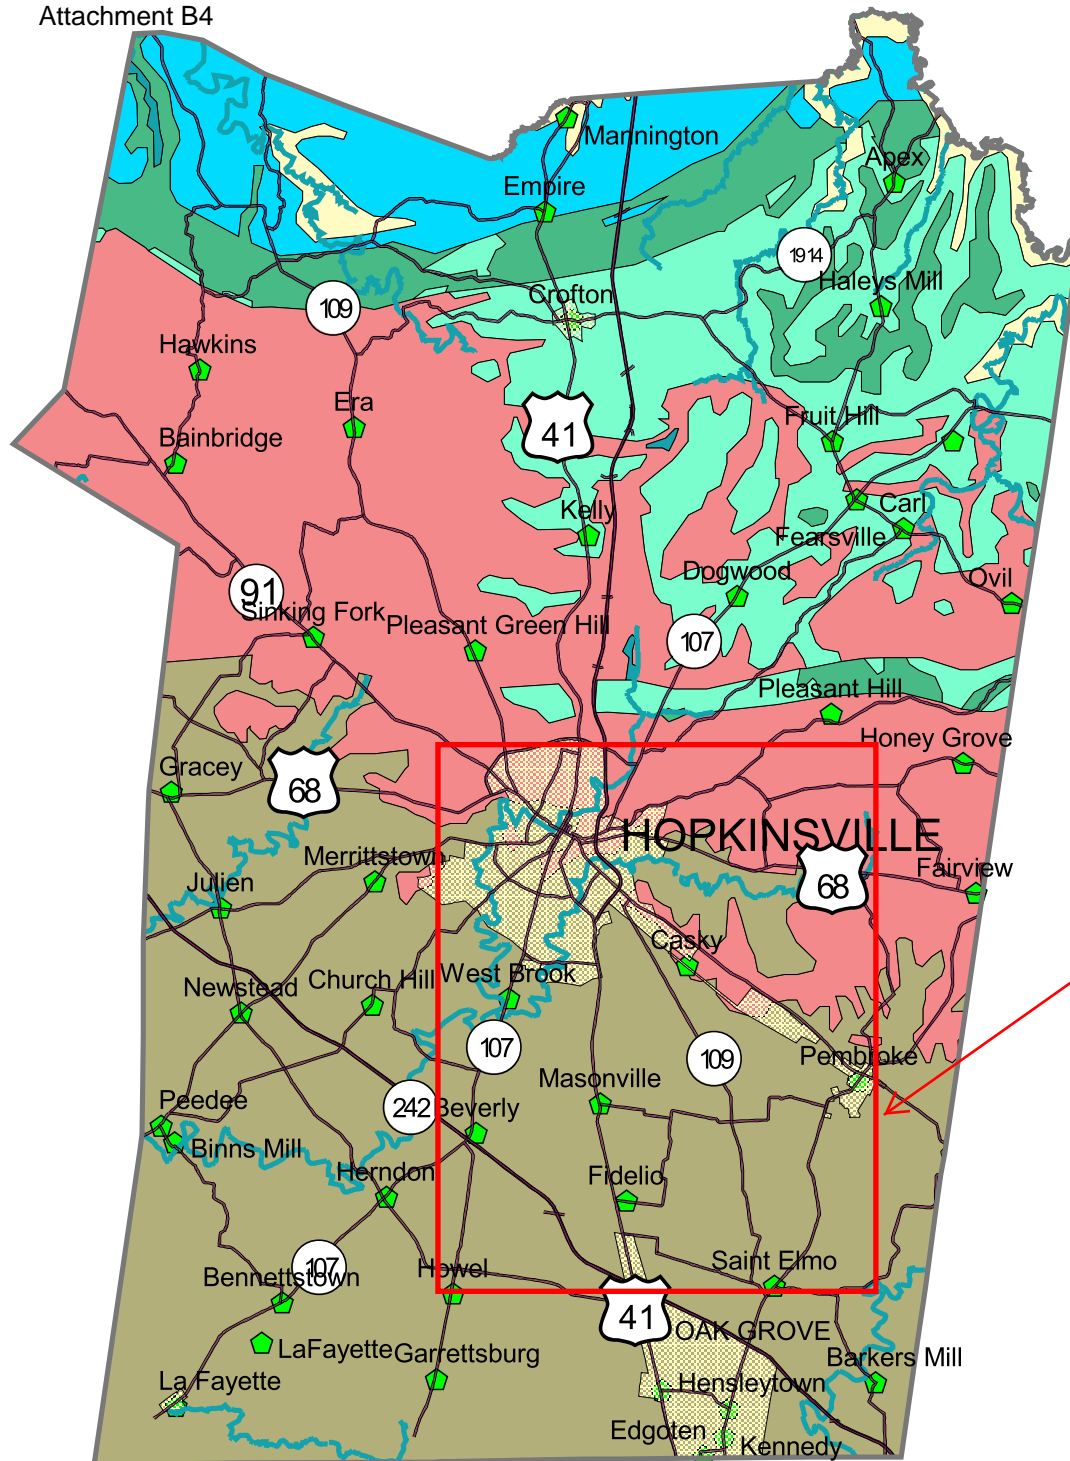 Attachment B4
Mannington
Apex
Empire
1914
Haleys Mill
Crofton
109
Hawkins
Era
Fruit Hill
41
Bainbridge
Kelly
Carl
Fearsville
Dogwood
Ovil
91
Sinking Fork
Pleasant Green Hill
107
Pleasant Hill
Honey Grove
Gracey
68
HOPKINSVILLE
Merrittstown
Fairview
Julien
68
Casky
Church Hill
West Brook
Newstead
107
109
Pembroke
Masonville
Peedee
242
Beverly
Binns Mill
Herndon
Fidelio
107
Howel
Saint Elmo
Bennettstown
41
OAK GROVE
LaFayette
Garrettsburg
Barkers Mill
La Fayette
Hensleytown
Edgoten
Kennedy